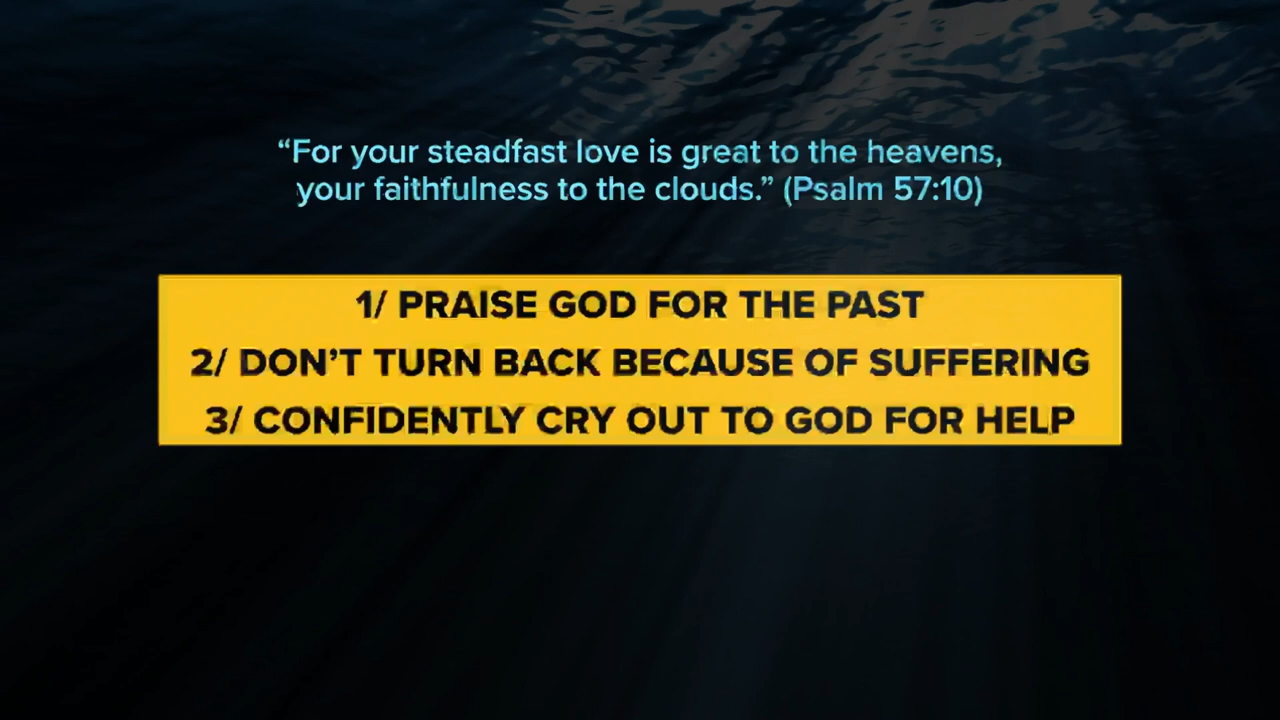 “For your steadfast love is great to the heavens,
your faithfulness to the clouds.” (Psalm 57:10)
1/ PRAISE GOD FOR THE PAST
2/ DON’T TURN BACK BECAUSE OF SUFFERING
3/ CONFIDENTLY CRY OUT TO GOD FOR HELP